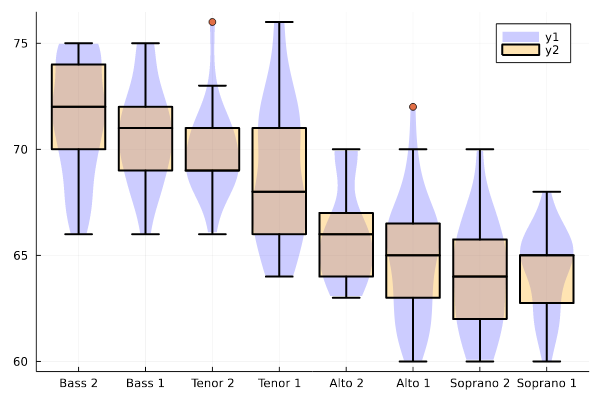 75
70
65
60
y1
y2
Bass 2 Bass 1 Tenor 2 Tenor 1 Alto 2 Alto 1 Soprano 2 Soprano 1